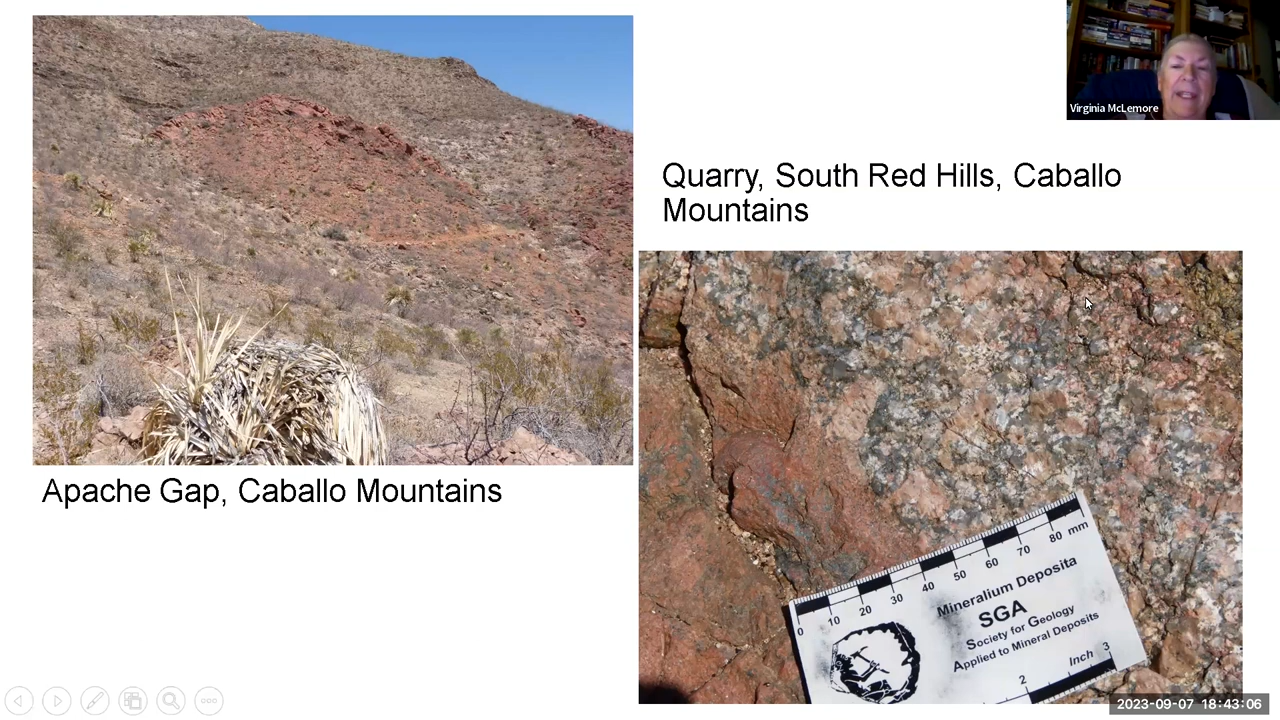 Virginia McLemore
Quarry, South Red Hills, Caballo
Mountains
Apache Gap, Caballo Mountains
0 10 20 30 40 50 60 70 80 mm
Mineralium Deposita
SGA
Society for Geology
Applied to Mineral Deposits
2 Inch 3
2023-09-07 18:43:06